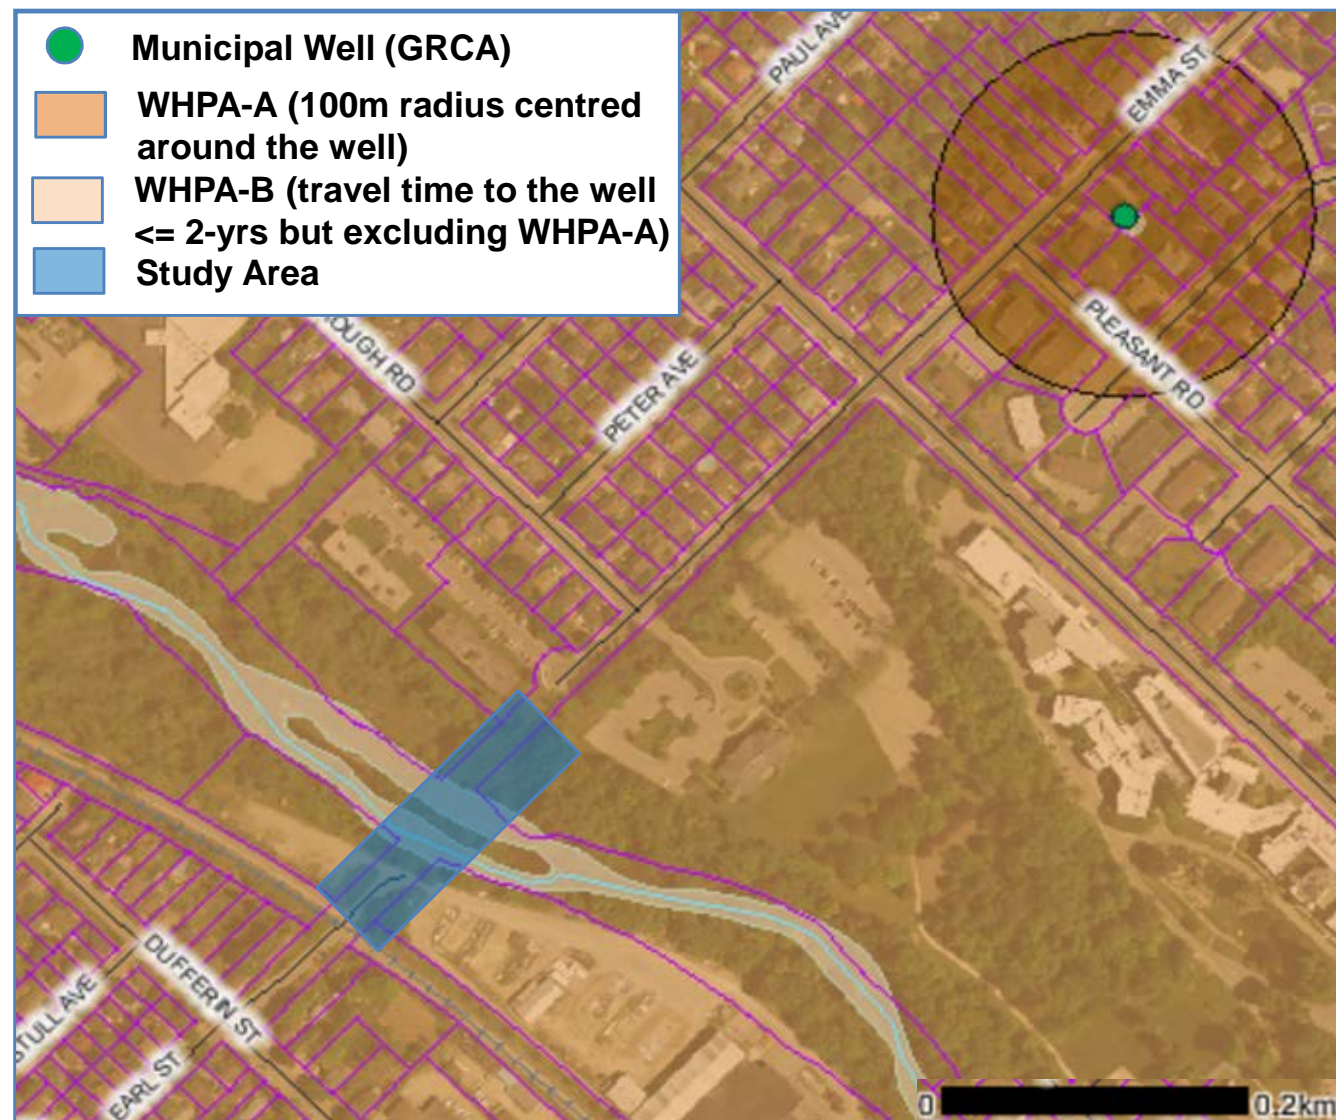 Municipal Well (GRCA)
WHPA-A (100m radius centred
around the well)
WHPA-B (travel time to the well
<= 2-yrs but excluding WHPA-A)
Study Area
PAUL AVE
EMMA ST
OUGH RD
PETER AVE
PLEASANT RD
DUFFERIN ST
STULL AVE
EARL ST
0 0.2km